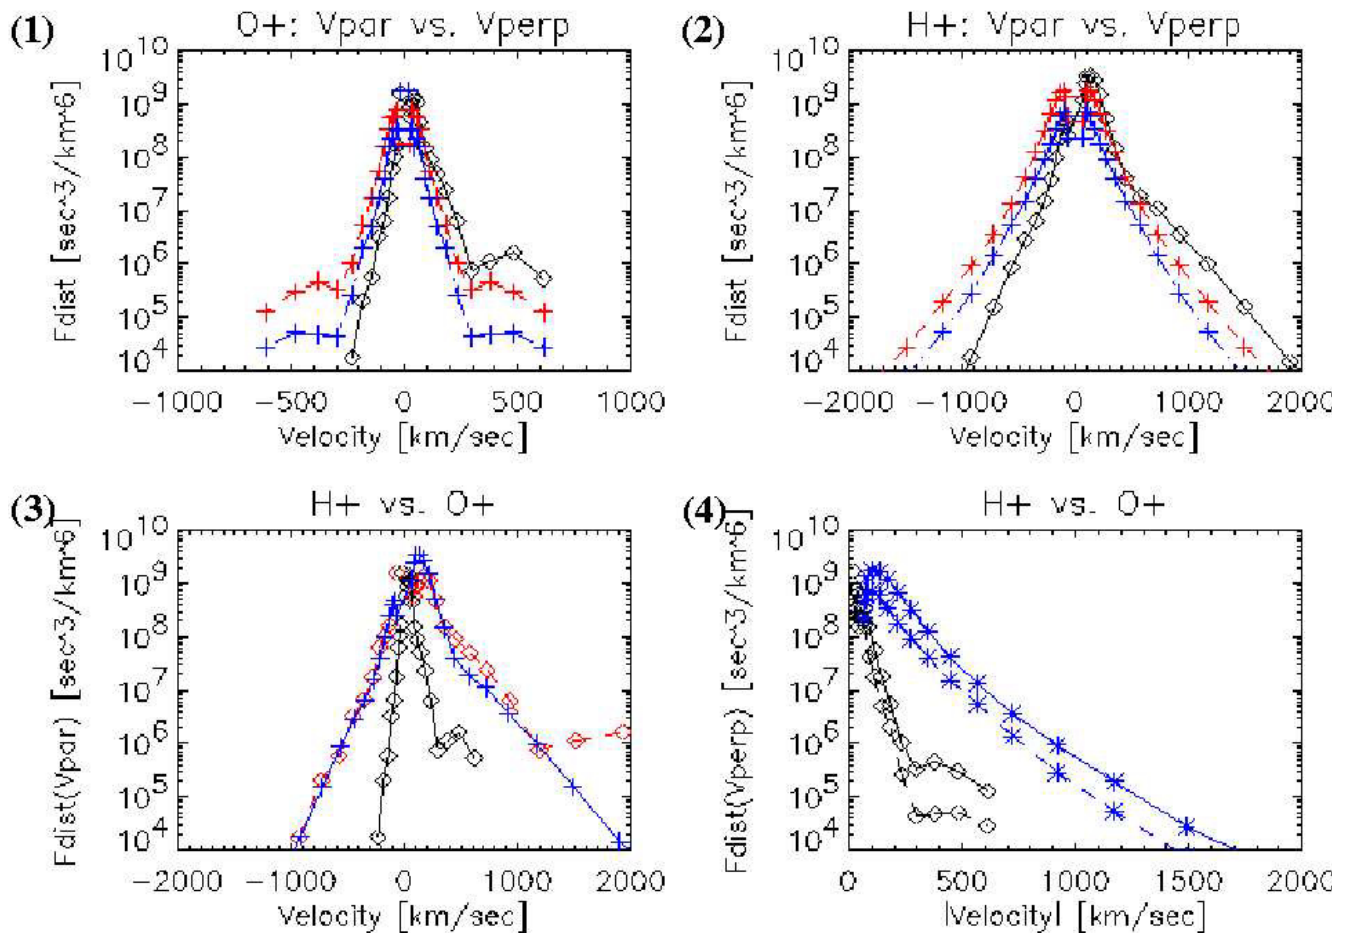 (1)
O+: Vpar vs. Vperp
Fdist [sec^3/km^6]
10^10
10^9
10^8
10^7
10^6
10^5
10^4
−1000 −500 0 500 1000
Velocity [km/sec]
(2)
H+: Vpar vs. Vperp
Fdist [sec^3/km^6]
10^10
10^9
10^8
10^7
10^6
10^5
10^4
−2000 −1000 0 1000 2000
Velocity [km/sec]
(3)
H+ vs. O+
Fdist(Vpar) [sec^3/km^6]
10^10
10^9
10^8
10^7
10^6
10^5
10^4
−2000 −1000 0 1000 2000
Velocity [km/sec]
(4)
H+ vs. O+
Fdist(Vperp) [sec^3/km^6]
10^10
10^9
10^8
10^7
10^6
10^5
10^4
0 500 1000 1500 2000
|Velocity| [km/sec]